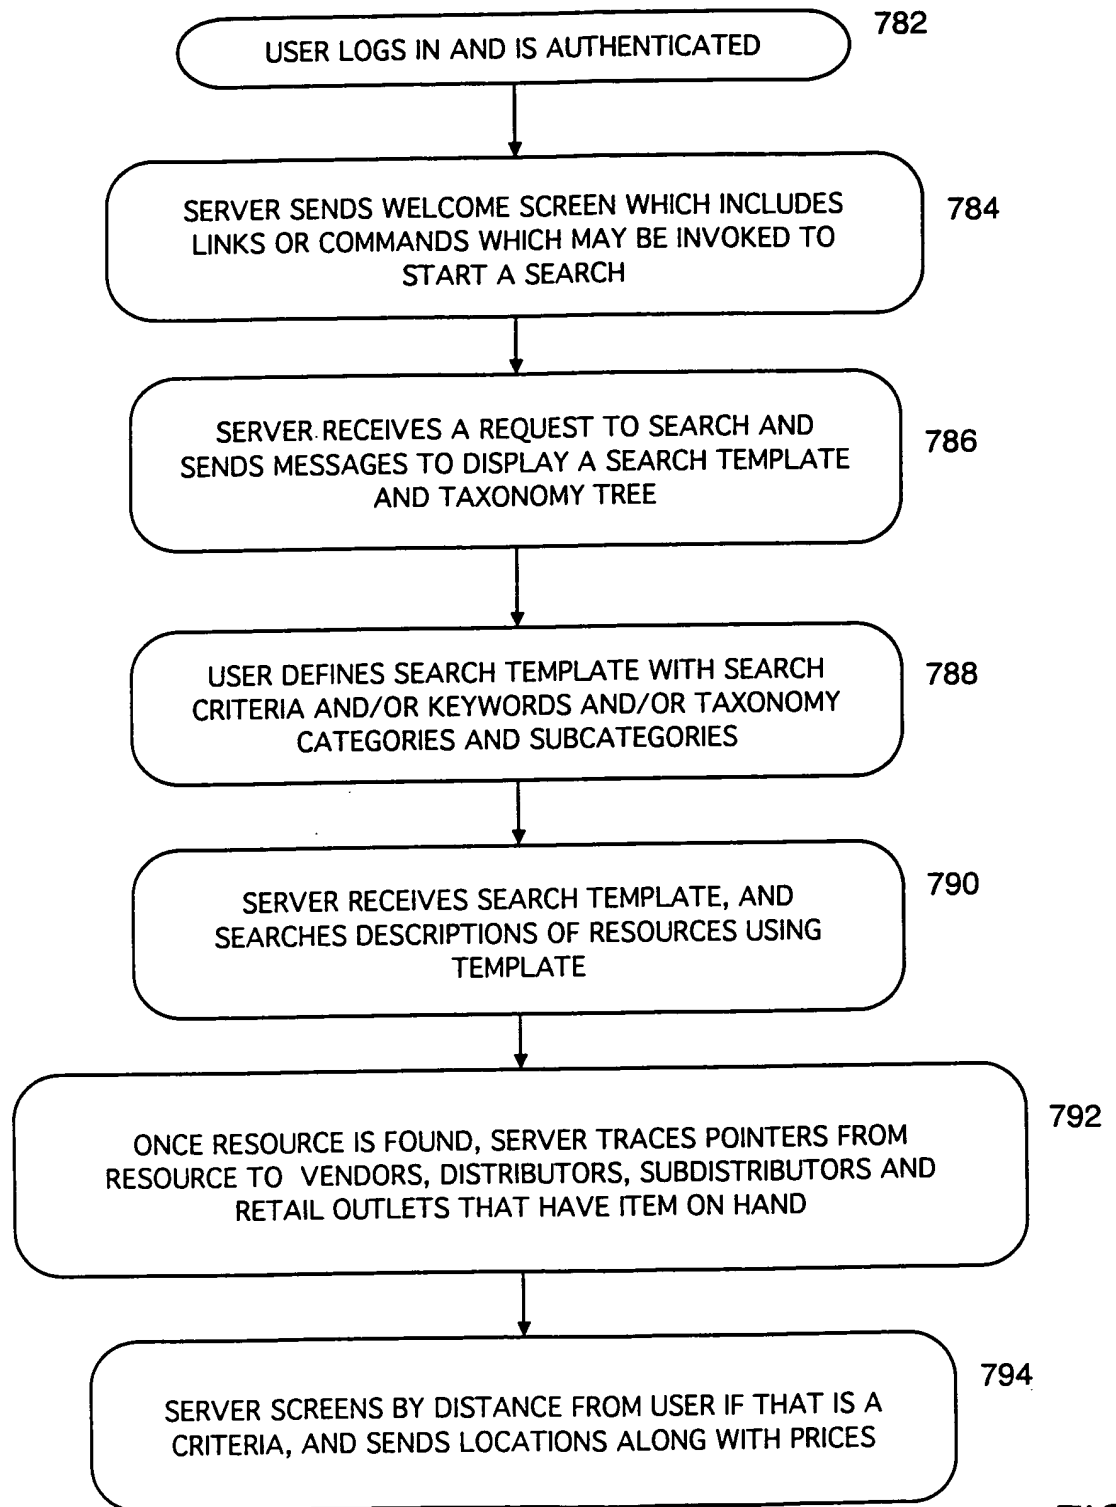 782
USER LOGS IN AND IS AUTHENTICATED
784
SERVER SENDS WELCOME SCREEN WHICH INCLUDES
LINKS OR COMMANDS WHICH MAY BE INVOKED TO
START A SEARCH
786
SERVER RECEIVES A REQUEST TO SEARCH AND
SENDS MESSAGES TO DISPLAY A SEARCH TEMPLATE
AND TAXONOMY TREE
788
USER DEFINES SEARCH TEMPLATE WITH SEARCH
CRITERIA AND/OR KEYWORDS AND/OR TAXONOMY
CATEGORIES AND SUBCATEGORIES
790
SERVER RECEIVES SEARCH TEMPLATE, AND
SEARCHES DESCRIPTIONS OF RESOURCES USING
TEMPLATE
792
ONCE RESOURCE IS FOUND, SERVER TRACES POINTERS FROM
RESOURCE TO VENDORS, DISTRIBUTORS, SUBDISTRIBUTORS AND
RETAIL OUTLETS THAT HAVE ITEM ON HAND
794
SERVER SCREENS BY DISTANCE FROM USER IF THAT IS A
CRITERIA, AND SENDS LOCATIONS ALONG WITH PRICES